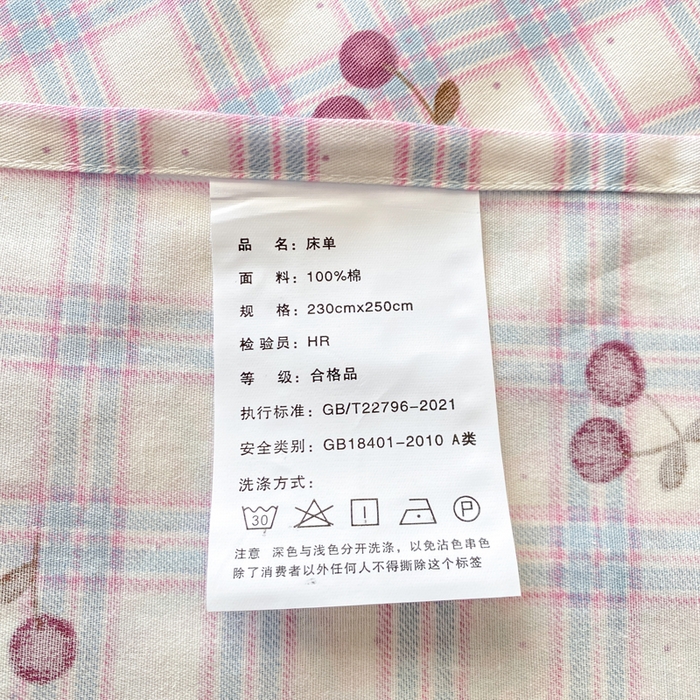 品 名：床单
面 料：100%棉
规 格：230cmx250cm
检验员：HR
等 级：合格品
执行标准：GB/T22796-2021
安全类别：GB18401-2010 A类
洗涤方式：
30 P
注意 深色与浅色分开洗涤，以免沾色串色
除了消费者以外任何人不得撕除这个标签